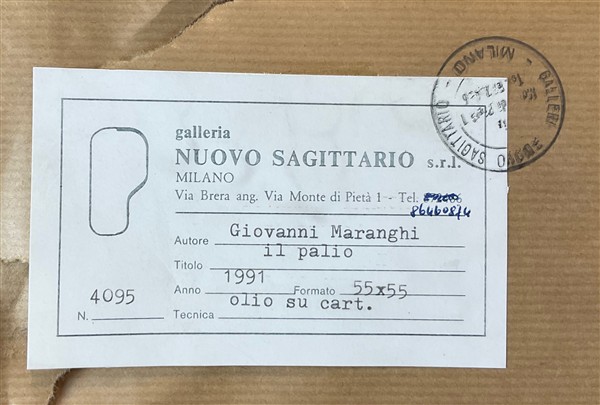 galleria
NUOVO SAGITTARIO s.r.l.
MILANO
Via Brera ang. Via Monte di Pietà 1 - Tel.
86460874
Autore Giovanni Maranghi
Titolo il palio
Anno 1991 Formato 55x55
Tecnica olio su cart.
N. 4095
GALLERIA NUOVO SAGITTARIO - MILANO -